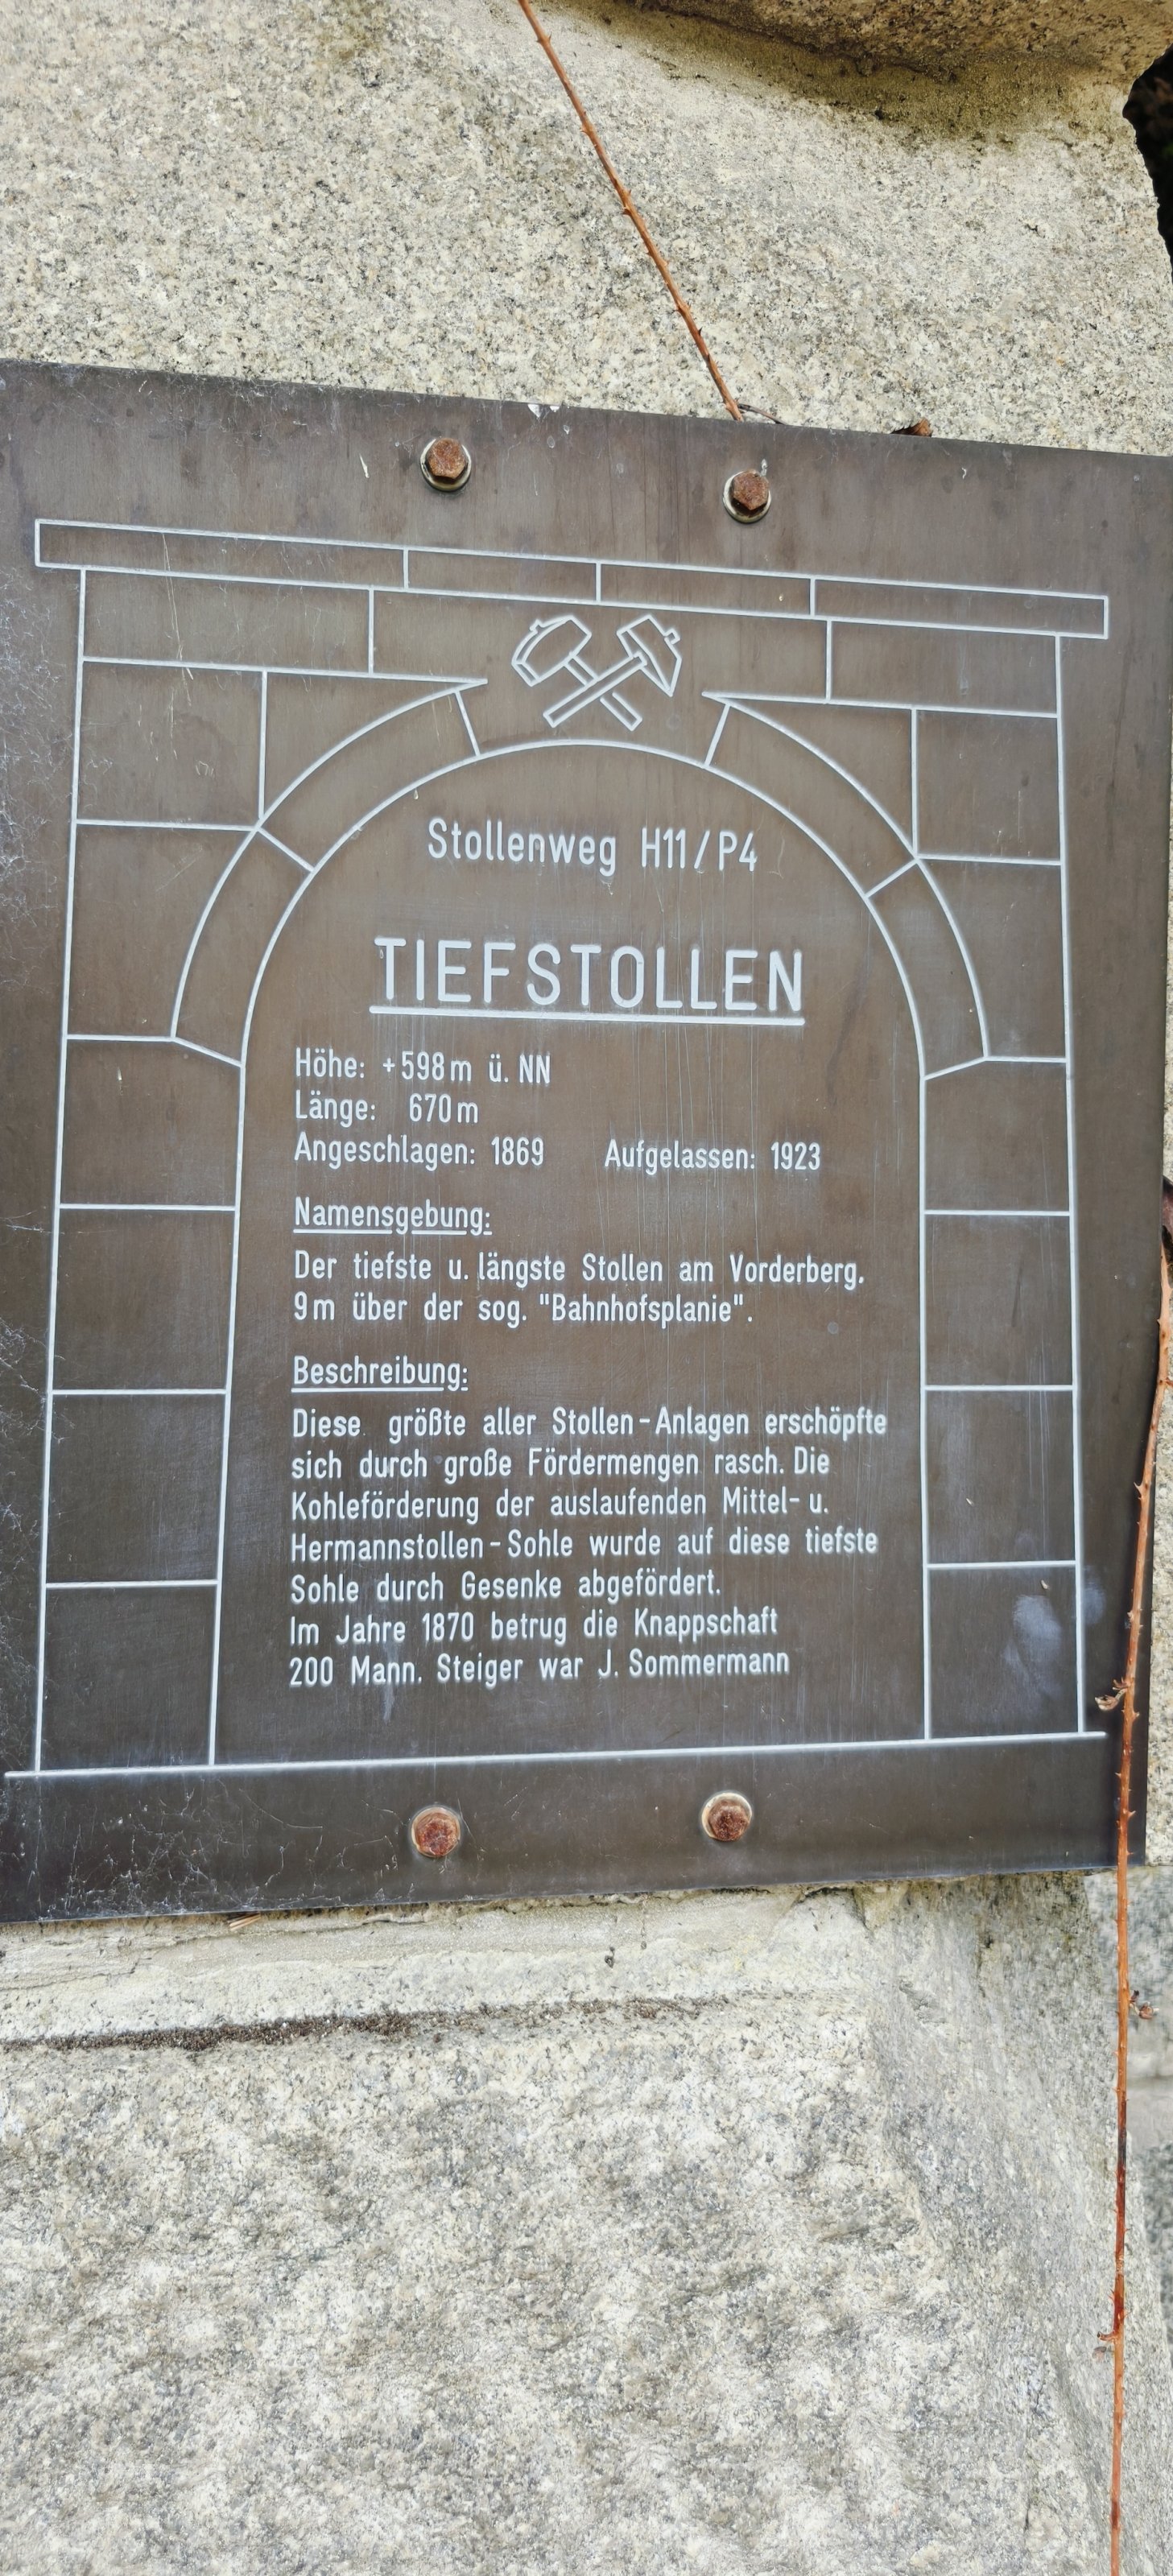 Stollenweg H11/P4
TIEFSTOLLEN
Höhe: +598m ü. NN
Länge: 670m
Angeschlagen: 1869 Aufgelassen: 1923
Namensgebung:
Der tiefste u. längste Stollen am Vorderberg.
9m über der sog. "Bahnhofsplanie".
Beschreibung:
Diese größte aller Stollen-Anlagen erschöpfte
sich durch große Fördermengen rasch. Die
Kohleförderung der auslaufenden Mittel- u.
Hermannstollen-Sohle wurde auf diese tiefste
Sohle durch Gesenke abgefördert.
Im Jahre 1870 betrug die Knappschaft
200 Mann. Steiger war J. Sommermann